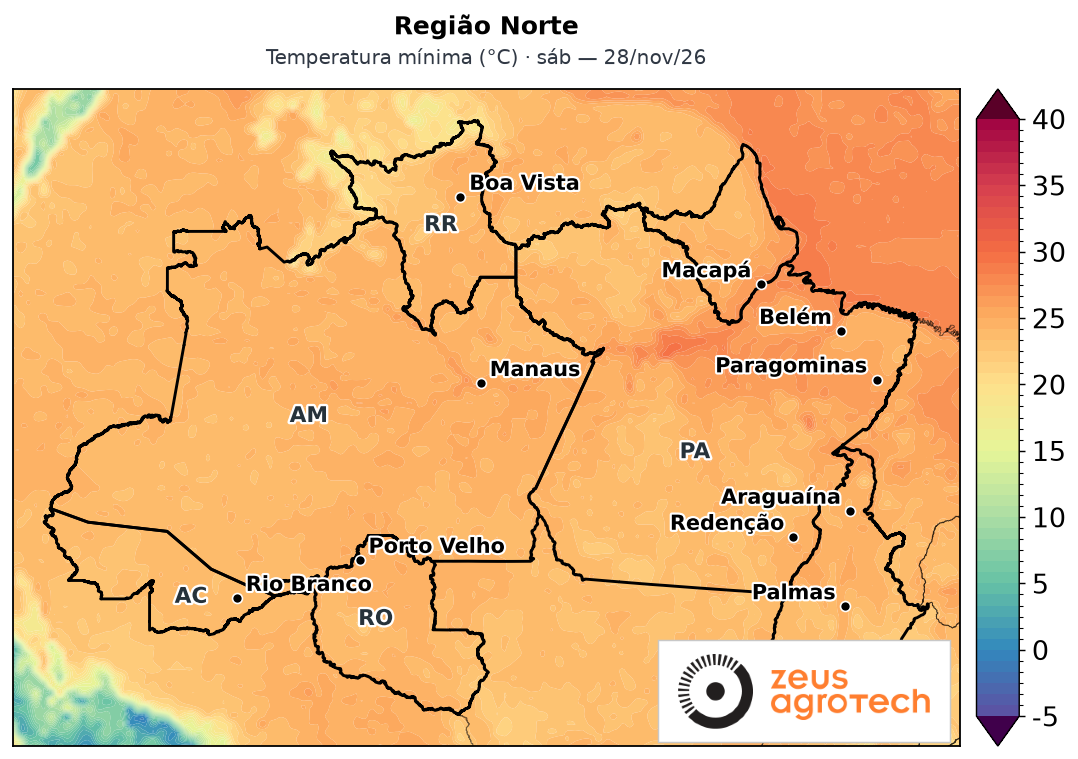 Região Norte
Temperatura mínima (°C) · sáb — 28/nov/26
Boa Vista
RR
Macapá
Belém
Paragominas
Manaus
AM
PA
Araguaína
Redenção
Porto Velho
Rio Branco
AC
RO
Palmas
zeus
agrotech
40
35
30
25
20
15
10
5
0
-5